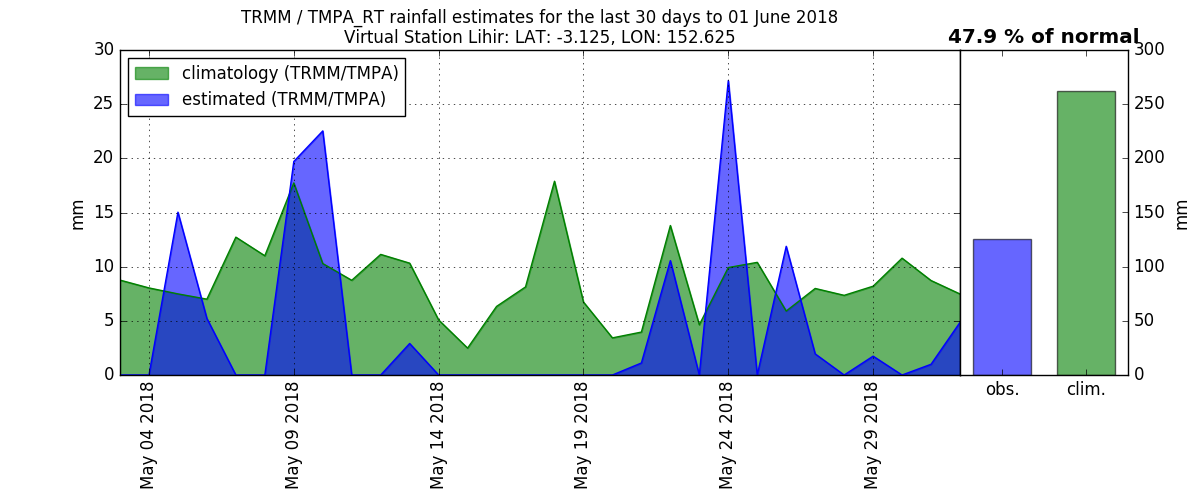 TRMM / TMPA_RT rainfall estimates for the last 30 days to 01 June 2018
Virtual Station Lihir: LAT: -3.125, LON: 152.625
47.9 % of normal
climatology (TRMM/TMPA)
estimated (TRMM/TMPA)
30
25
20
15
10
5
0
mm
300
250
200
150
100
50
0
mm
May 04 2018
May 09 2018
May 14 2018
May 19 2018
May 24 2018
May 29 2018
obs.
clim.